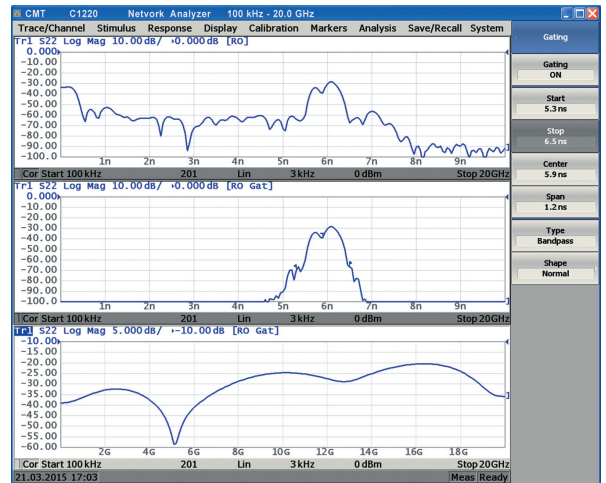 CMT C1220 Network Analyzer 100 kHz - 20.0 GHz
Trace/Channel Stimulus Response Display Calibration Markers Analysis Save/Recall System
Tr1 S22 Log Mag 10.00dB/ ▸0.000dB [RO]
0.000
-10.00
-20.00
-30.00
-40.00
-50.00
-60.00
-70.00
-80.00
-90.00
-100.0
1n 2n 3n 4n 5n 6n 7n 8n 9n
Cor Start 100 kHz 201 Lin 3 kHz 0 dBm Stop 20GHz
Tr1 S22 Log Mag 10.00dB/ ▸0.000dB [RO Gat]
0.000
-10.00
-20.00
-30.00
-40.00
-50.00
-60.00
-70.00
-80.00
-90.00
-100.0
1n 2n 3n 4n 5n 6n 7n 8n 9n
Cor Start 100 kHz 201 Lin 3 kHz 0 dBm Stop 20GHz
Tr1 S22 Log Mag 5.000dB/ ▸-10.00dB [RO Gat]
-10.00
-15.00
-20.00
-25.00
-30.00
-35.00
-40.00
-45.00
-50.00
-55.00
-60.00
2G 4G 6G 8G 10G 12G 14G 16G 18G
Cor Start 100 kHz 201 Lin 3 kHz 0 dBm Stop 20GHz
21.03.2015 17:03 Meas Ready
Gating
Gating
ON
Start
5.3 ns
Stop
6.5 ns
Center
5.9 ns
Span
1.2 ns
Type
Bandpass
Shape
Normal